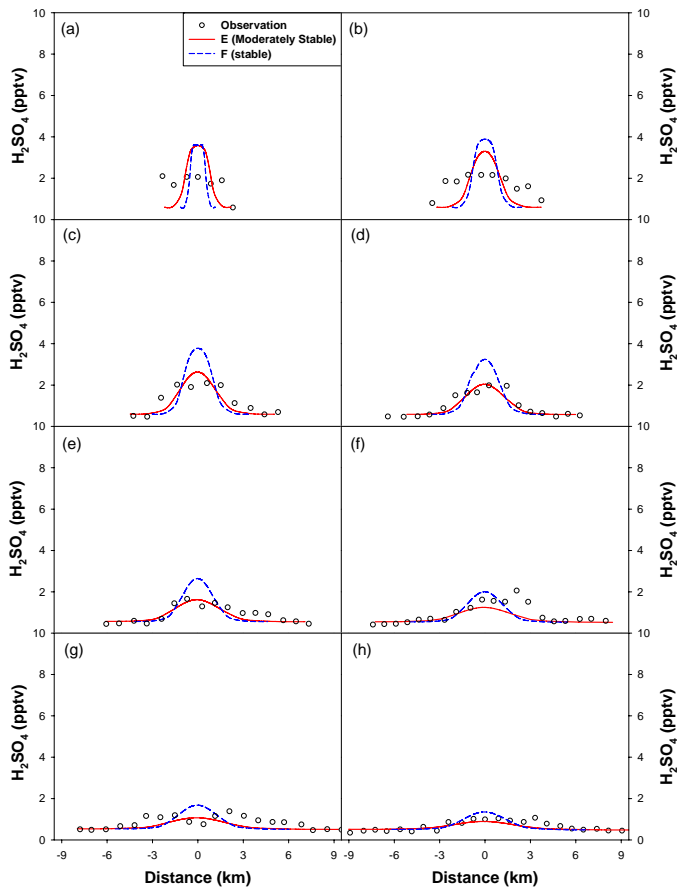 (a)
Observation
E (Moderately Stable)
F (stable)
(b)
10
8
6
4
2
H2SO4 (pptv)
10
8
6
4
2
H2SO4 (pptv)
(c)
(d)
10
8
6
4
2
H2SO4 (pptv)
10
8
6
4
2
H2SO4 (pptv)
(e)
(f)
10
8
6
4
2
H2SO4 (pptv)
10
8
6
4
2
H2SO4 (pptv)
(g)
(h)
10
8
6
4
2
0
H2SO4 (pptv)
10
8
6
4
2
0
H2SO4 (pptv)
-9 -6 -3 0 3 6 9
-9 -6 -3 0 3 6 9
Distance (km)
Distance (km)